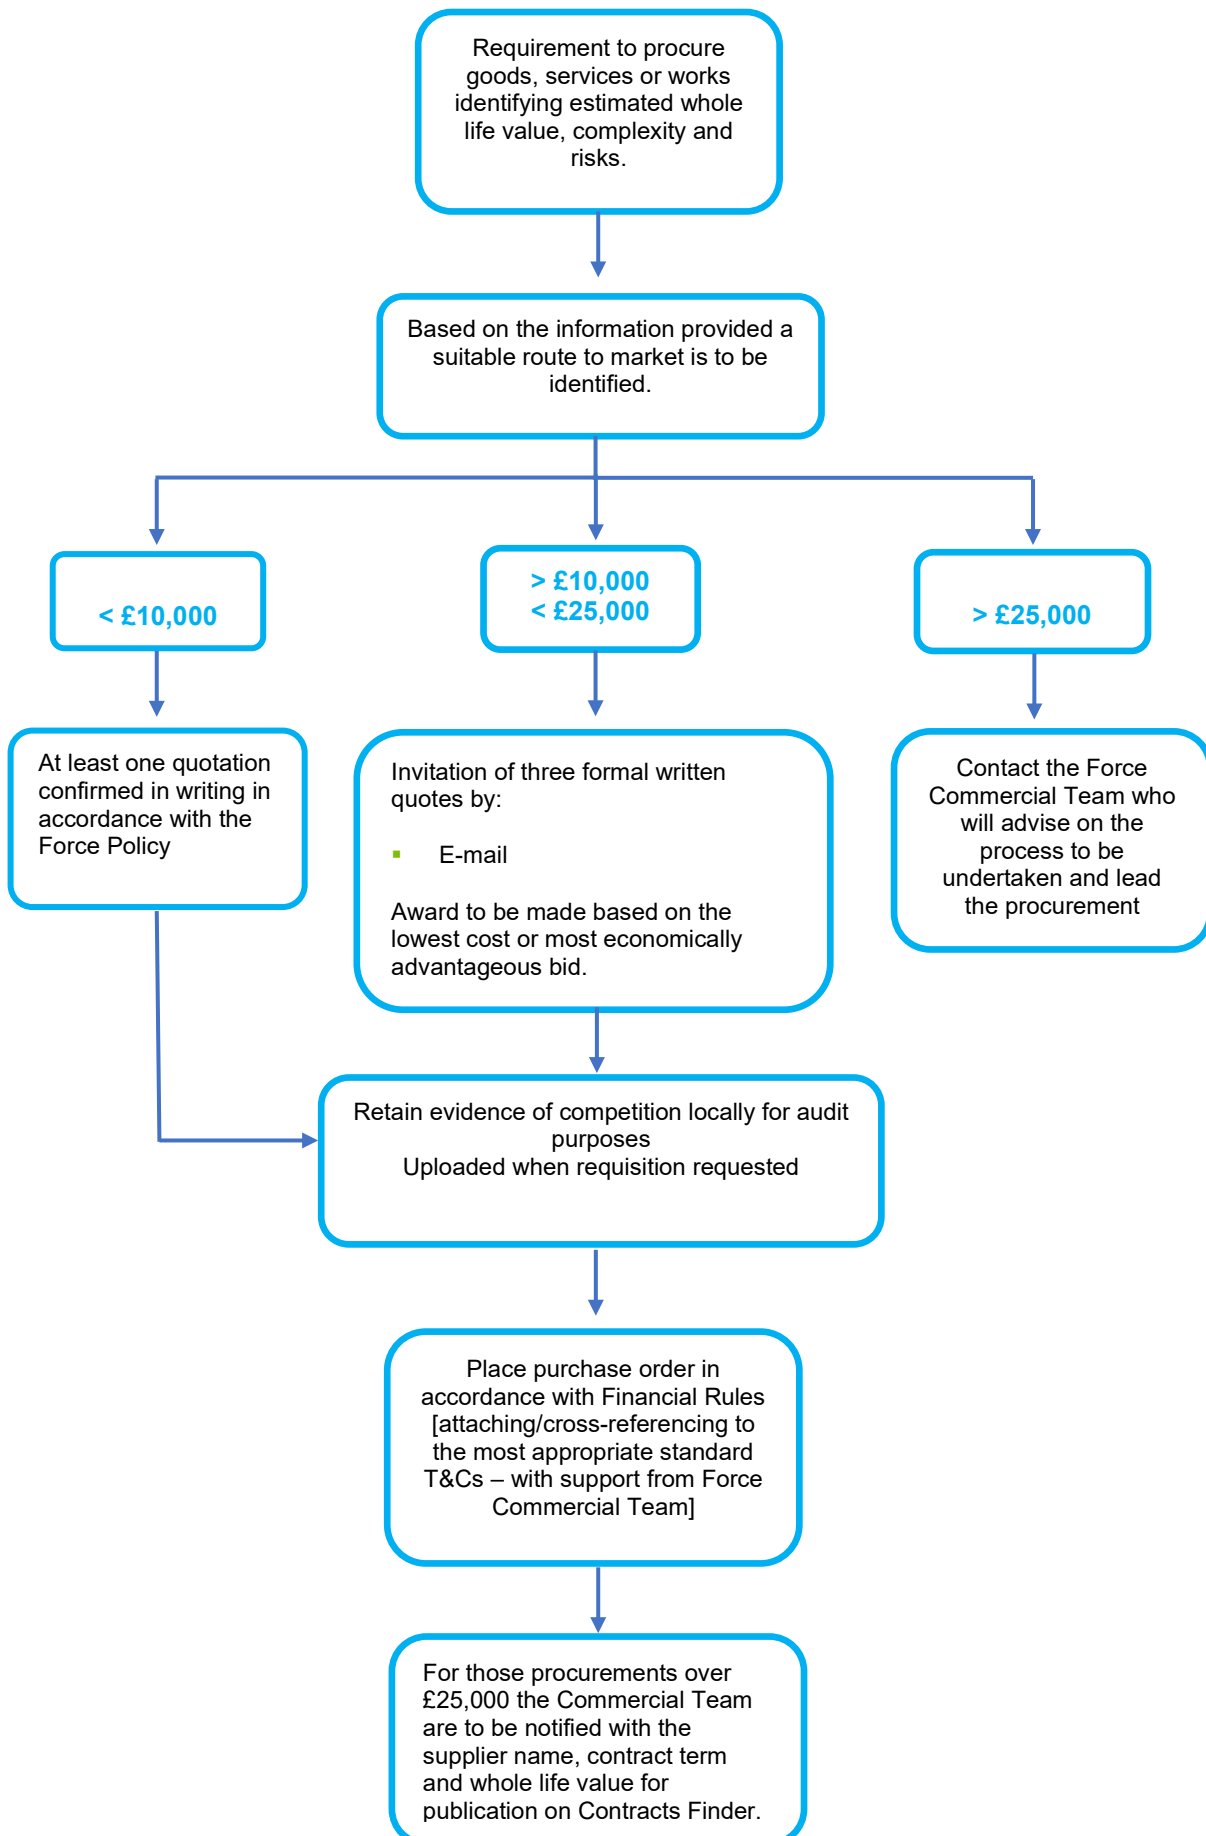 Requirement to procure
goods, services or works
identifying estimated whole
life value, complexity and
risks.
Based on the information provided a
suitable route to market is to be
identified.
< £10,000
> £10,000
< £25,000
> £25,000
At least one quotation
confirmed in writing in
accordance with the
Force Policy
Invitation of three formal written
quotes by:
▪ E-mail
Award to be made based on the
lowest cost or most economically
advantageous bid.
Contact the Force
Commercial Team who
will advise on the
process to be
undertaken and lead
the procurement
Retain evidence of competition locally for audit
purposes
Uploaded when requisition requested
Place purchase order in
accordance with Financial Rules
[attaching/cross-referencing to
the most appropriate standard
T&Cs – with support from Force
Commercial Team]
For those procurements over
£25,000 the Commercial Team
are to be notified with the
supplier name, contract term
and whole life value for
publication on Contracts Finder.